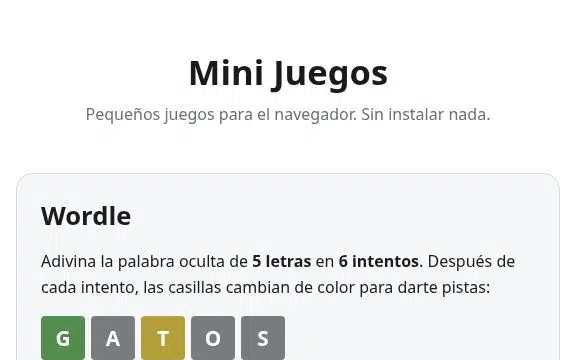 Mini Juegos
Pequeños juegos para el navegador. Sin instalar nada.
Wordle
Adivina la palabra oculta de 5 letras en 6 intentos. Después de
cada intento, las casillas cambian de color para darte pistas:
G A T O S